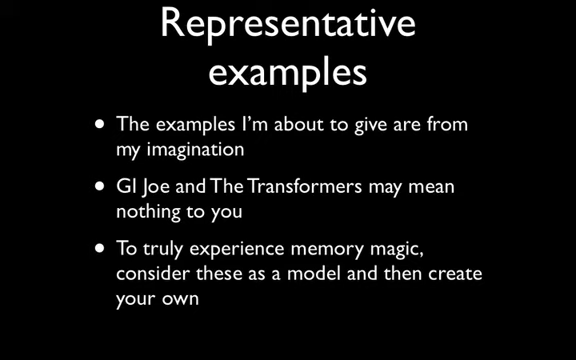 Representative
examples
• The examples I'm about to give are from
my imagination
• GI Joe and The Transformers may mean
nothing to you
• To truly experience memory magic,
consider these as a model and then create
your own